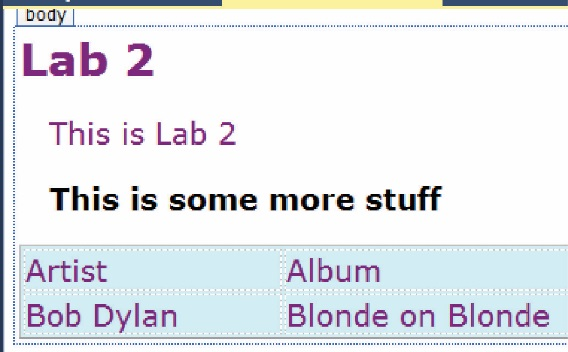 body
Lab 2
This is Lab 2
This is some more stuff
Artist Album
Bob Dylan Blonde on Blonde